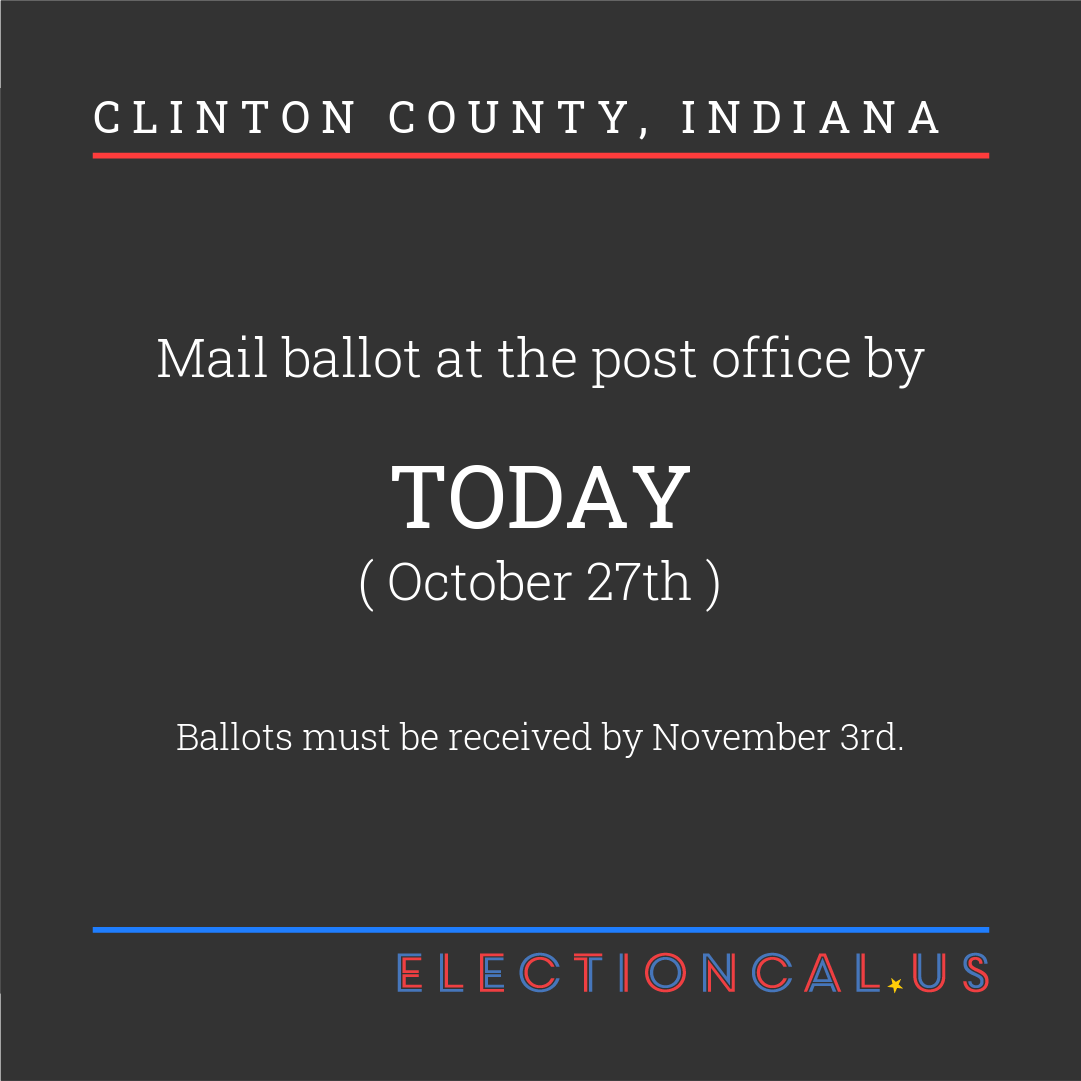 CLINTON COUNTY, INDIANA
Mail ballot at the post office by
TODAY
( October 27th )
Ballots must be received by November 3rd.
ELECTIONCAL.US